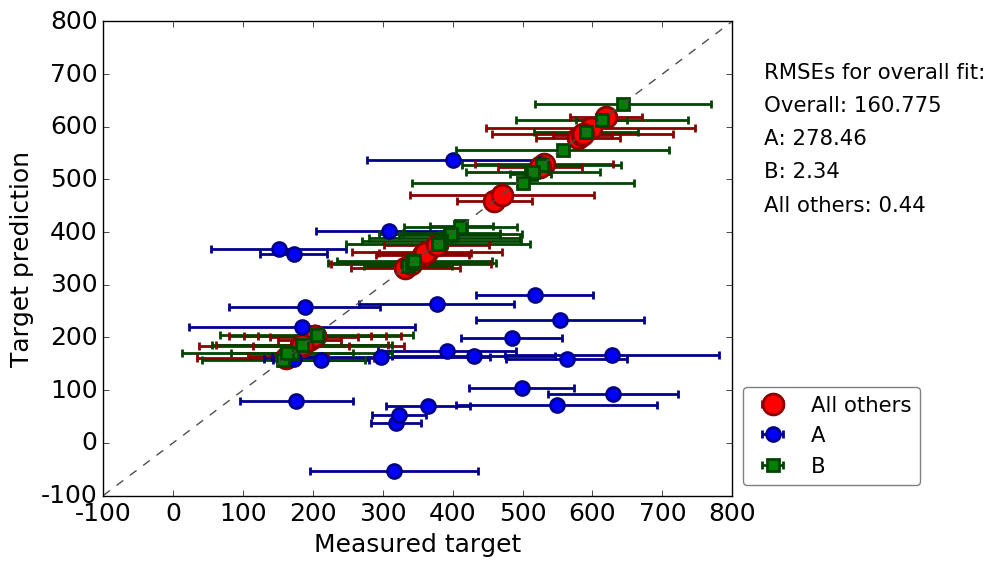 800
700
600
500
400
300
200
100
0
-100
-100 0 100 200 300 400 500 600 700 800
Target prediction
Measured target
RMSEs for overall fit:
Overall: 160.775
A: 278.46
B: 2.34
All others: 0.44
All others
A
B